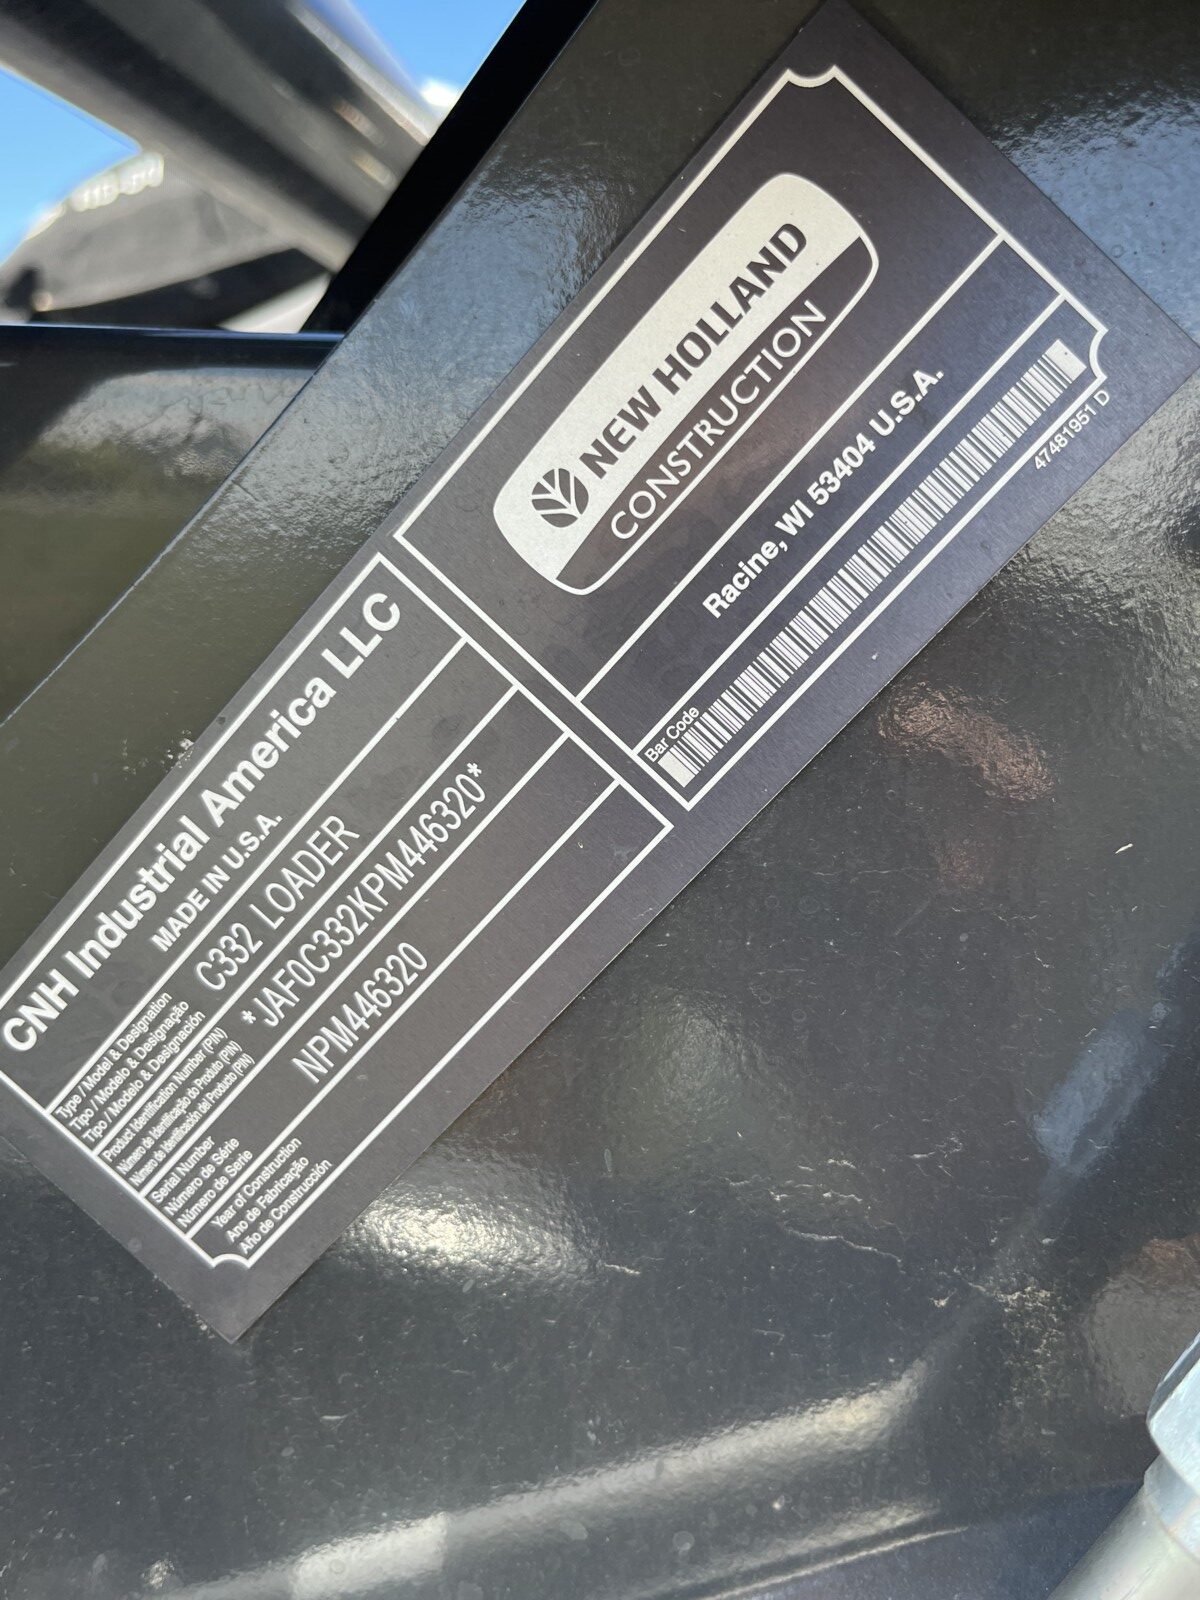 NEW HOLLAND
CONSTRUCTION
Racine, WI 53404 U.S.A.
Bar Code
47481951 D
CNH Industrial America LLC
MADE IN U.S.A.
Type / Model & Designation
Tipo / Modelo & Designação
Tipo / Modelo & Designación
C332 LOADER
Product Identification Number (PIN)
Número de Identificação do Produto (PIN)
Número de Identificación del Producto (PIN)
*JAF0C332KPM446320*
Serial Number
Número de Série
Número de Serie
NPM446320
Year of Construction
Ano de Fabricação
Año de Construcción